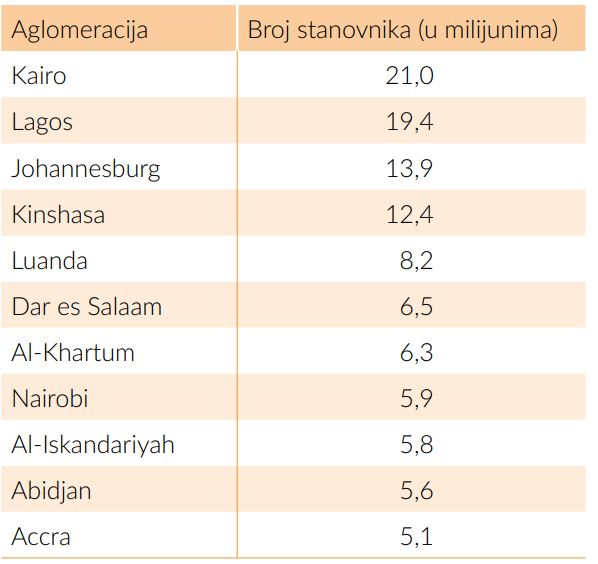 Aglomeracija Broj stanovnika (u milijunima)
Kairo 21,0
Lagos 19,4
Johannesburg 13,9
Kinshasa 12,4
Luanda 8,2
Dar es Salaam 6,5
Al-Khartum 6,3
Nairobi 5,9
Al-Iskandariyah 5,8
Abidjan 5,6
Accra 5,1